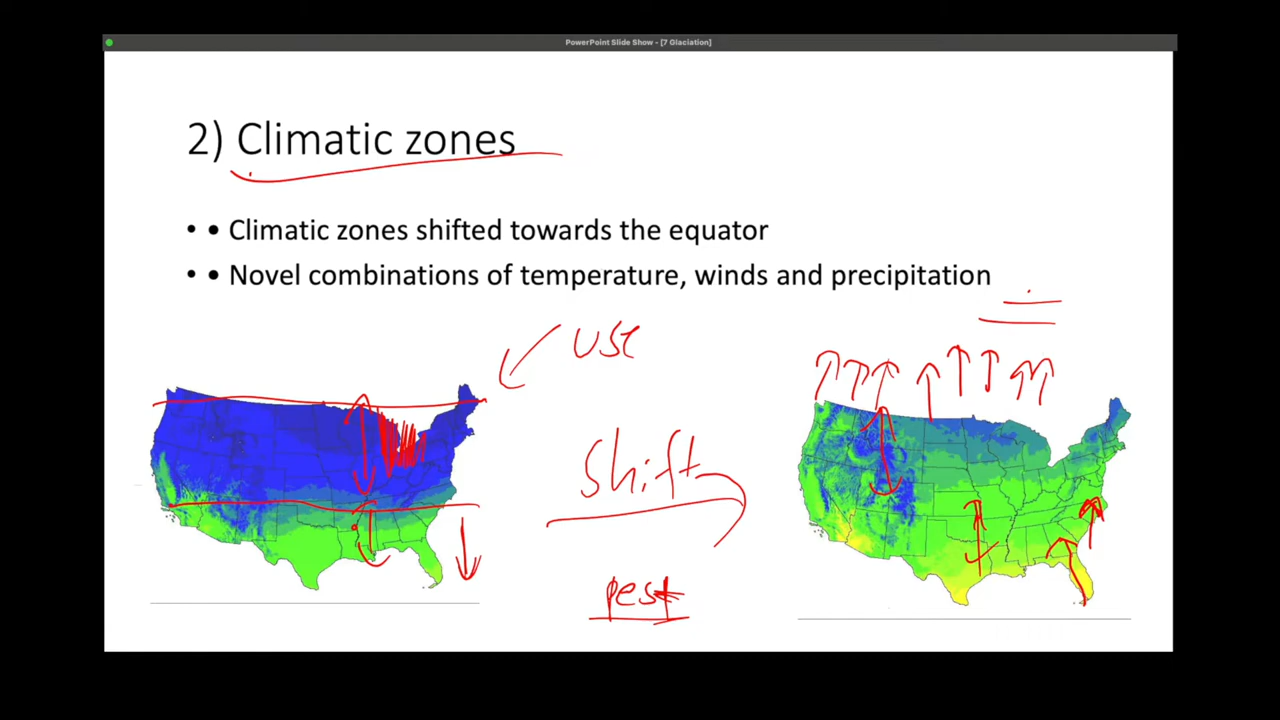 PowerPoint Slide Show - [7 Glaciation]
2) Climatic zones
• • Climatic zones shifted towards the equator
• • Novel combinations of temperature, winds and precipitation
Shift
pest